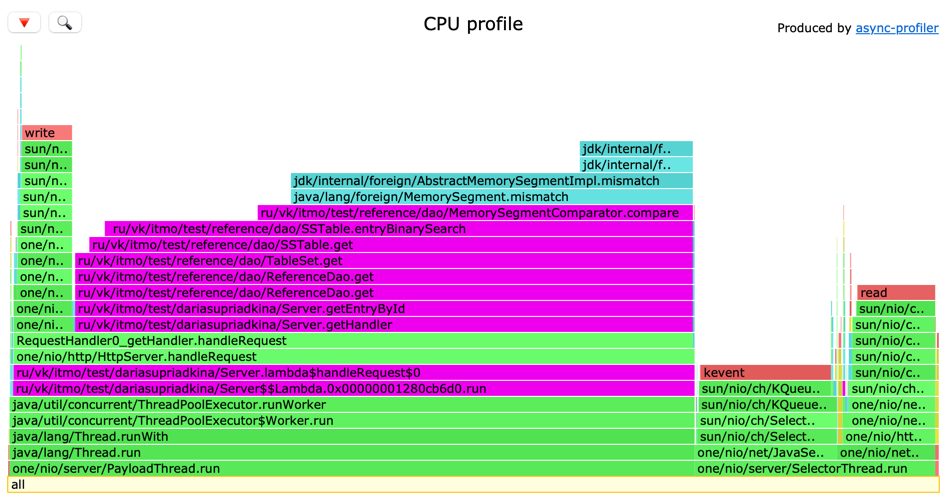 CPU profile
Produced by async-profiler
write
sun/n.. jdk/internal/f..
sun/n.. jdk/internal/f..
sun/n.. jdk/internal/foreign/AbstractMemorySegmentImpl.mismatch
sun/n.. java/lang/foreign/MemorySegment.mismatch
sun/n.. ru/vk/itmo/test/reference/dao/MemorySegmentComparator.compare
sun/n.. ru/vk/itmo/test/reference/dao/SSTable.entryBinarySearch
one/n.. ru/vk/itmo/test/reference/dao/SSTable.get
one/n.. ru/vk/itmo/test/reference/dao/TableSet.get
one/n.. ru/vk/itmo/test/reference/dao/ReferenceDao.get
one/n.. ru/vk/itmo/test/reference/dao/ReferenceDao.get read
one/ni.. ru/vk/itmo/test/dariasupriadkina/Server.getEntryById sun/nio/c..
one/ni.. ru/vk/itmo/test/dariasupriadkina/Server.getHandler sun/nio/c..
RequestHandler0_getHandler.handleRequest sun/nio/c..
one/nio/http/HttpServer.handleRequest sun/nio/c..
ru/vk/itmo/test/dariasupriadkina/Server.lambda$handleRequest$0 kevent sun/nio/c..
ru/vk/itmo/test/dariasupriadkina/Server$$Lambda.0x00000001280cb6d0.run sun/nio/ch/KQueu.. sun/nio/ch..
java/util/concurrent/ThreadPoolExecutor.runWorker sun/nio/ch/KQueue.. one/nio/ne..
java/util/concurrent/ThreadPoolExecutor$Worker.run sun/nio/ch/Select.. one/nio/ne..
java/lang/Thread.runWith sun/nio/ch/Select.. one/nio/htt..
java/lang/Thread.run one/nio/net/JavaSe.. one/nio/net..
one/nio/server/PayloadThread.run one/nio/server/SelectorThread.run
all